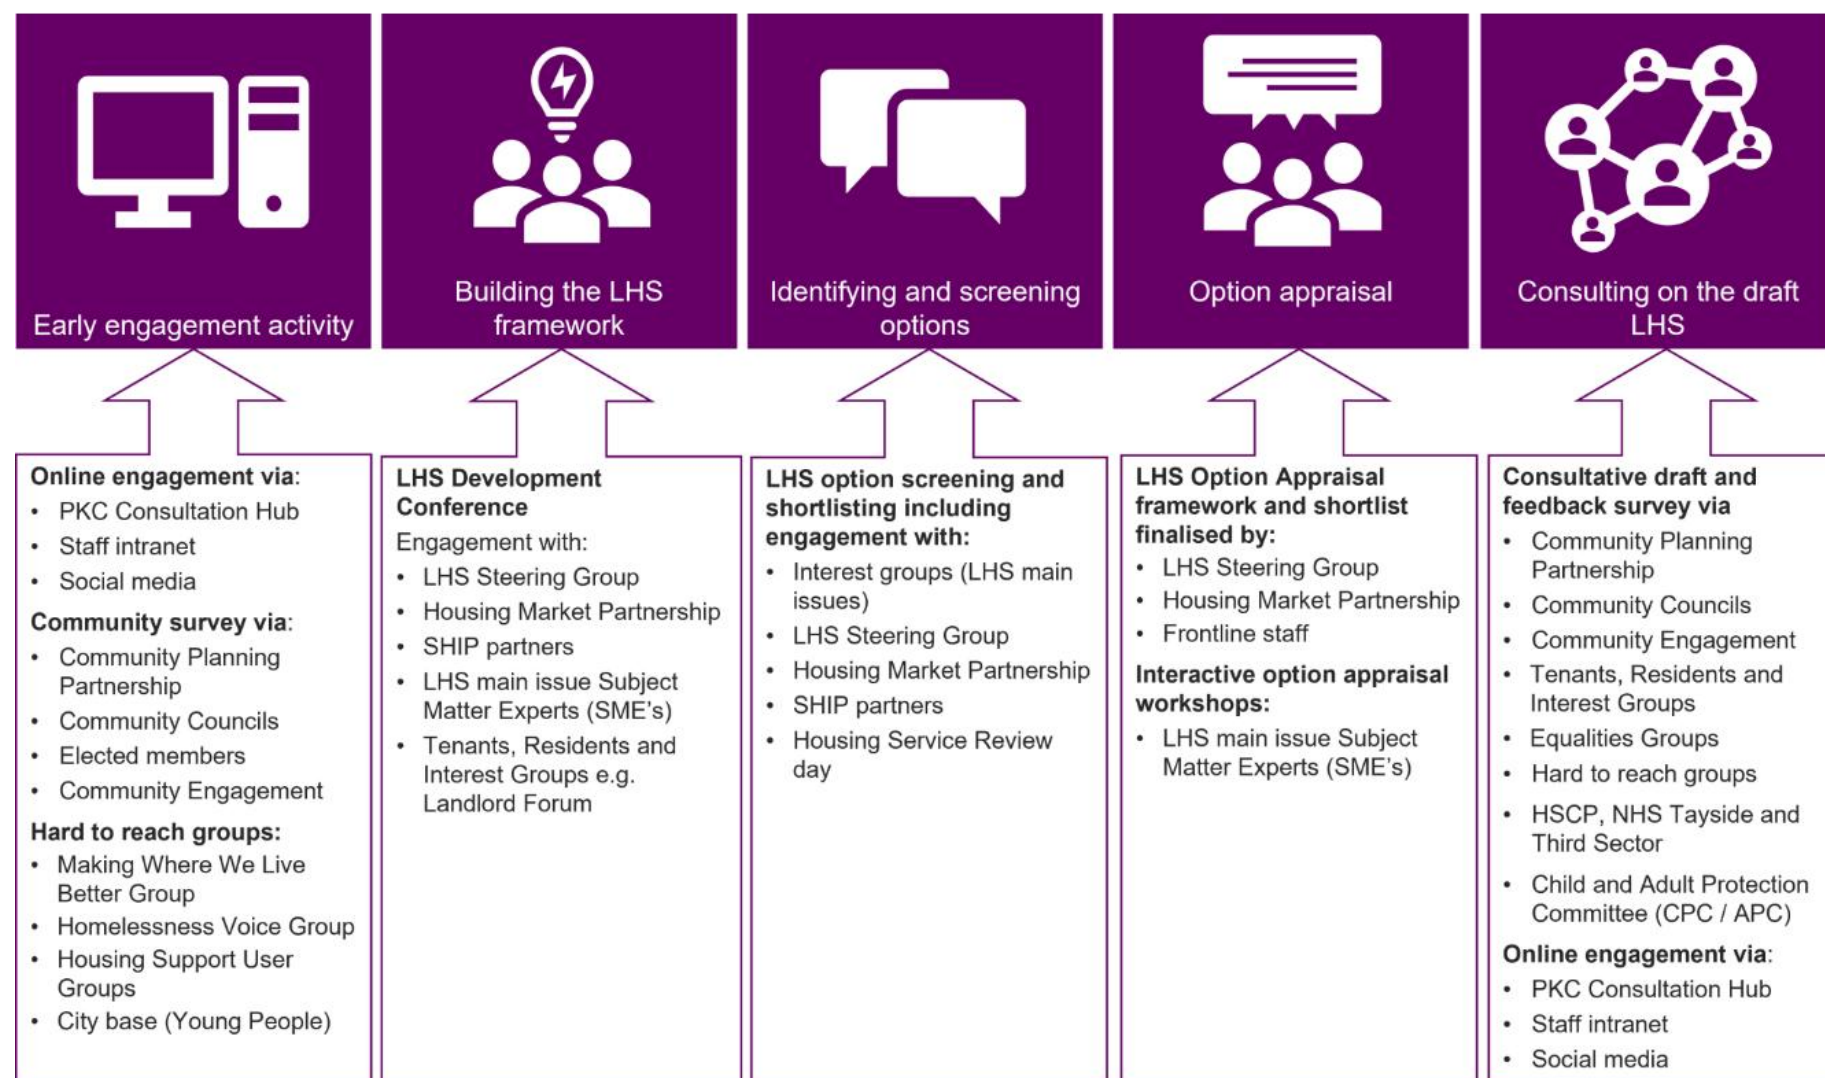 Early engagement activity
Building the LHS
framework
Identifying and screening
options
Option appraisal
Consulting on the draft
LHS
Online engagement via:
• PKC Consultation Hub
• Staff intranet
• Social media
Community survey via:
• Community Planning
Partnership
• Community Councils
• Elected members
• Community Engagement
Hard to reach groups:
• Making Where We Live
Better Group
• Homelessness Voice Group
• Housing Support User
Groups
• City base (Young People)
LHS Development
Conference
Engagement with:
• LHS Steering Group
• Housing Market Partnership
• SHIP partners
• LHS main issue Subject
Matter Experts (SME's)
• Tenants, Residents and
Interest Groups e.g.
Landlord Forum
LHS option screening and
shortlisting including
engagement with:
• Interest groups (LHS main
issues)
• LHS Steering Group
• Housing Market Partnership
• SHIP partners
• Housing Service Review
day
LHS Option Appraisal
framework and shortlist
finalised by:
• LHS Steering Group
• Housing Market Partnership
• Frontline staff
Interactive option appraisal
workshops:
• LHS main issue Subject
Matter Experts (SME's)
Consultative draft and
feedback survey via
• Community Planning
Partnership
• Community Councils
• Community Engagement
• Tenants, Residents and
Interest Groups
• Equalities Groups
• Hard to reach groups
• HSCP, NHS Tayside and
Third Sector
• Child and Adult Protection
Committee (CPC / APC)
Online engagement via:
• PKC Consultation Hub
• Staff intranet
• Social media